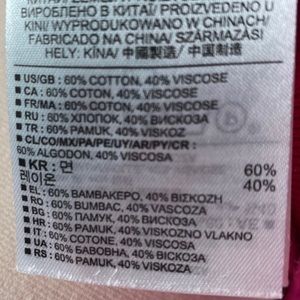 ВИРОБЛЕНО В КИТАЇ/ PROIZVEDENO U
KINI/ WYPRODUKOWANO W CHINACH/
FABRICADO NA CHINA/ SZÁRMAZÁSI
HELY: KÍNA/ 中國製造/ 中国制造
■ US/GB : 60% COTTON, 40% VISCOSE
■ CA : 60% COTTON, 40% VISCOSE
■ FR/MA : 60% COTON, 40% VISCOSE
■ RU : 60% ХЛОПОК, 40% ВИСКОЗА
■ TR : 60% PAMUK, 40% VISKOZ
■ CL/CO/MX/PA/PE/UY/AR/PY/CR :
60% ALGODON, 40% VISCOSA
■ KR : 면 60%
레이온 40%
■ EL : 60% ΒΑΜΒΑΚΕΡΟ, 40% ΒΙΣΚΟΖΗ
■ RO : 60% BUMBAC, 40% VASCOZA
■ BG : 60% ПАМУК, 40% ВИСКОЗА
■ HR : 60% PAMUK, 40% VISKOZNO VLAKNO
■ IT : 60% COTONE, 40% VISCOSA
■ UA : 60% БАВОВНА, 40% ВІСКОЗА
■ RS : 60% PAMUK, 40% VISKOZA